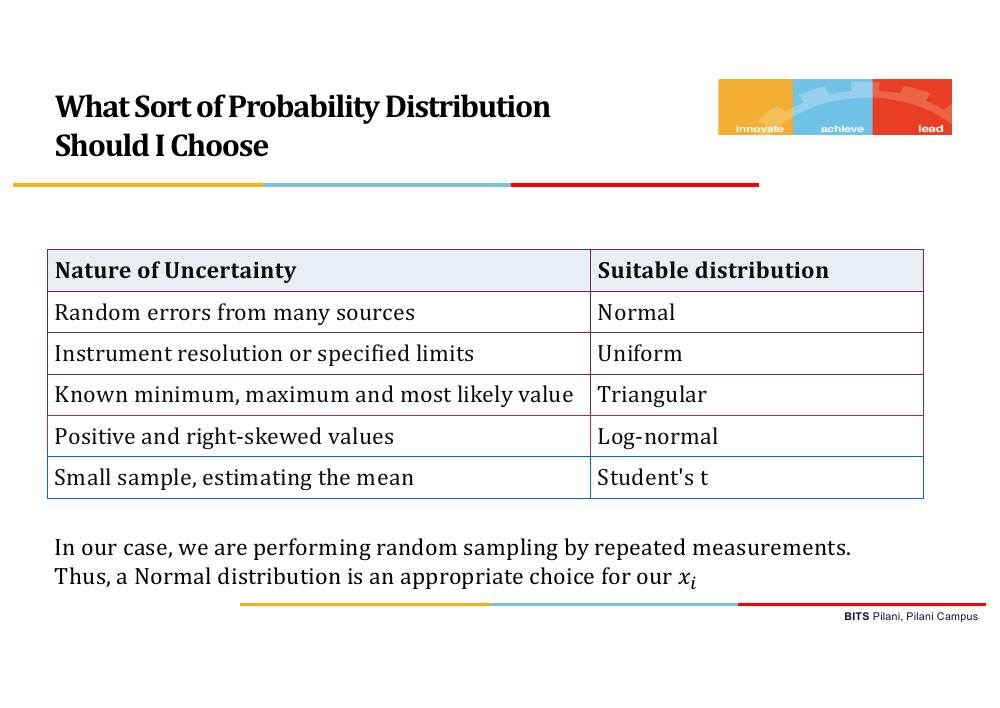 What Sort of Probability Distribution
Should I Choose
innovate achieve lead
Nature of Uncertainty Suitable distribution
Random errors from many sources Normal
Instrument resolution or specified limits Uniform
Known minimum, maximum and most likely value Triangular
Positive and right-skewed values Log-normal
Small sample, estimating the mean Student's t
In our case, we are performing random sampling by repeated measurements.
Thus, a Normal distribution is an appropriate choice for our 𝑥ᵢ
BITS Pilani, Pilani Campus